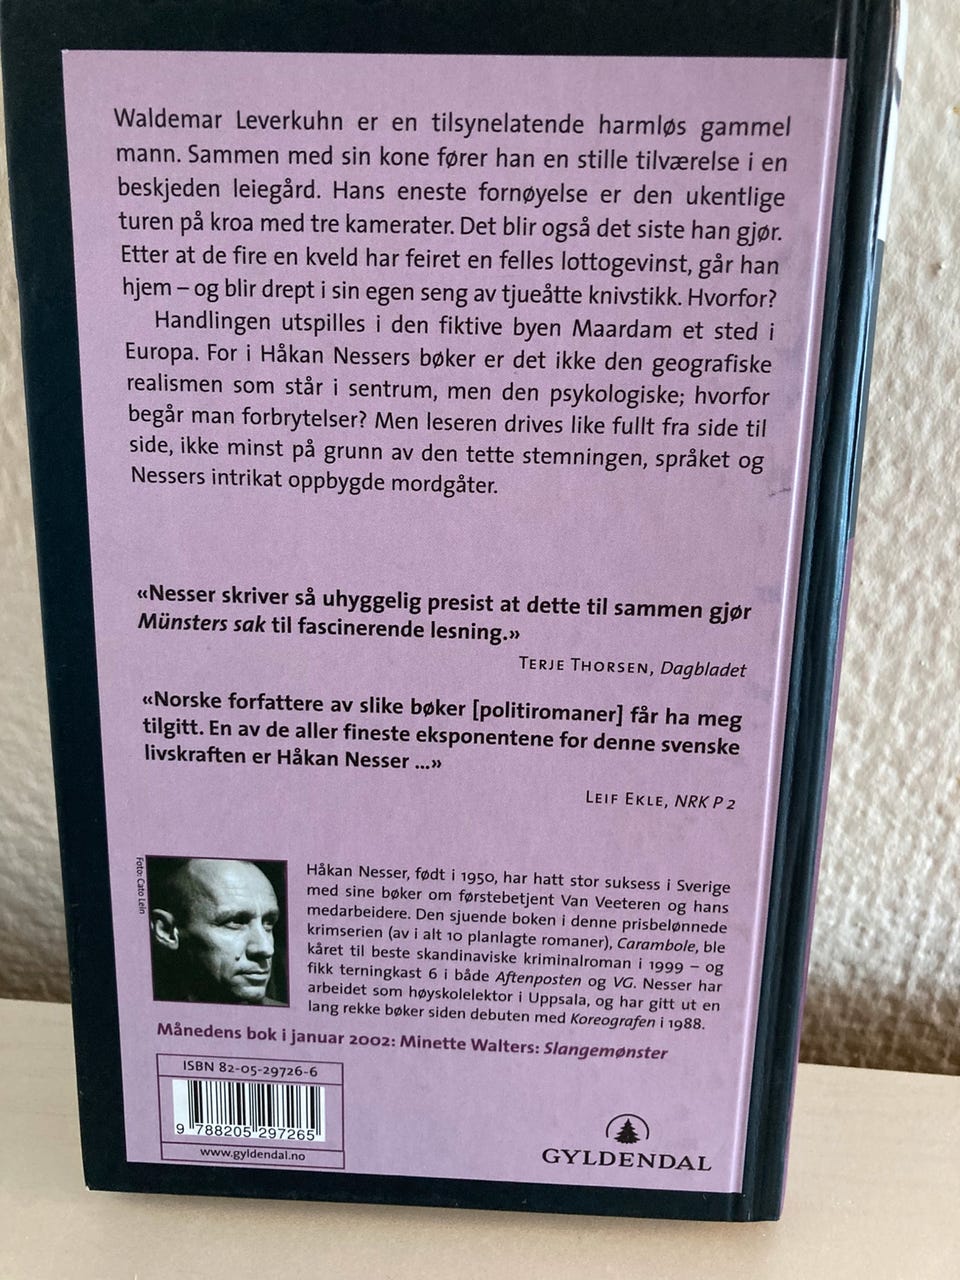 Waldemar Leverkuhn er en tilsynelatende harmløs gammel
mann. Sammen med sin kone fører han en stille tilværelse i en
beskjeden leiegård. Hans eneste fornøyelse er den ukentlige
turen på kroa med tre kamerater. Det blir også det siste han gjør.
Etter at de fire en kveld har feiret en felles lottogevinst, går han
hjem – og blir drept i sin egen seng av tjueåtte knivstikk. Hvorfor?
Handlingen utspilles i den fiktive byen Maardam et sted i
Europa. For i Håkan Nessers bøker er det ikke den geografiske
realismen som står i sentrum, men den psykologiske; hvorfor
begår man forbrytelser? Men leseren drives like fullt fra side til
side, ikke minst på grunn av den tette stemningen, språket og
Nessers intrikat oppbygde mordgåter.
«Nesser skriver så uhyggelig presist at dette til sammen gjør
Münsters sak til fascinerende lesning.»
TERJE THORSEN, Dagbladet
«Norske forfattere av slike bøker [politiromaner] får ha meg
tilgitt. En av de aller fineste eksponentene for denne svenske
livskraften er Håkan Nesser ...»
LEIF EKLE, NRK P2
Foto: Cato Lein
Håkan Nesser, født i 1950, har hatt stor suksess i Sverige
med sine bøker om førstebetjent Van Veeteren og hans
medarbeidere. Den sjuende boken i denne prisbelønnede
krimserien (av i alt 10 planlagte romaner), Carambole, ble
kåret til beste skandinaviske kriminalroman i 1999 – og
fikk terningkast 6 i både Aftenposten og VG. Nesser har
arbeidet som høyskolelektor i Uppsala, og har gitt ut en
lang rekke bøker siden debuten med Koreografen i 1988.
Månedens bok i januar 2002: Minette Walters: Slangemønster
ISBN 82-05-29726-6
9 788205 297265
www.gyldendal.no
GYLDENDAL